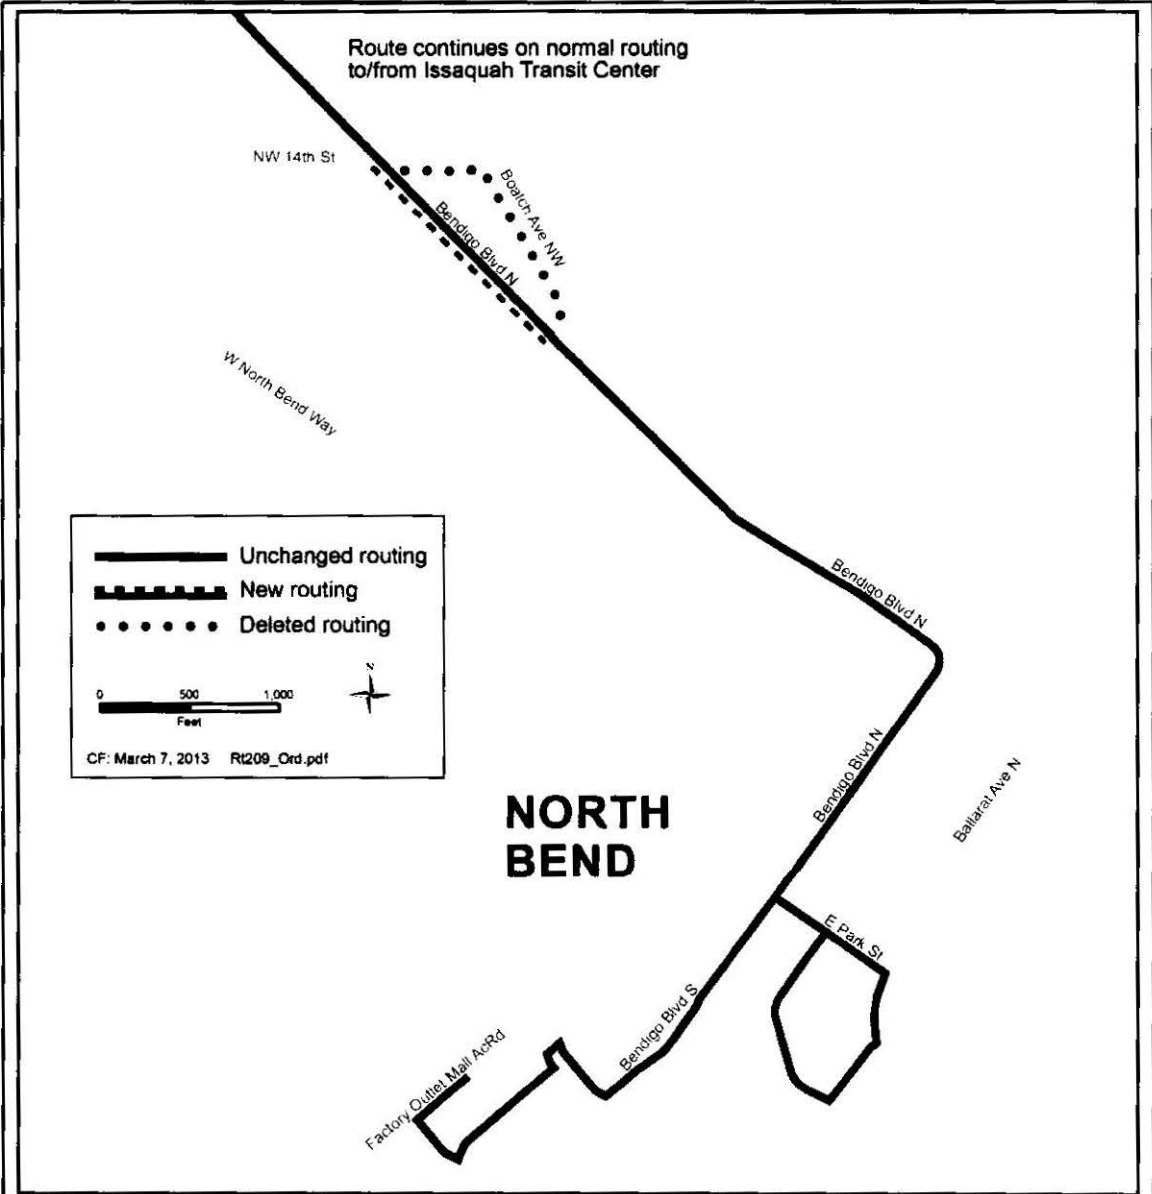 Route continues on normal routing
to/from Issaquah Transit Center
NW 14th St
Boalch Ave NW
Bendigo Blvd N
W North Bend Way
Unchanged routing
New routing
Deleted routing
0 500 1,000
Feet
N
CF: March 7, 2013 Rt209_Ord.pdf
Bendigo Blvd N
Bendigo Blvd N
Ballarat Ave N
NORTH
BEND
E Park St
Bendigo Blvd S
Factory Outlet Mall AcRd